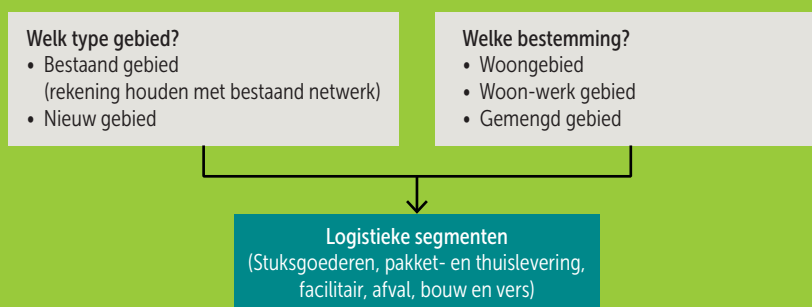 Welk type gebied?
• Bestaand gebied
(rekening houden met bestaand netwerk)
• Nieuw gebied
Welke bestemming?
• Woongebied
• Woon-werk gebied
• Gemengd gebied
Logistieke segmenten
(Stuksgoederen, pakket- en thuislevering,
facilitair, afval, bouw en vers)